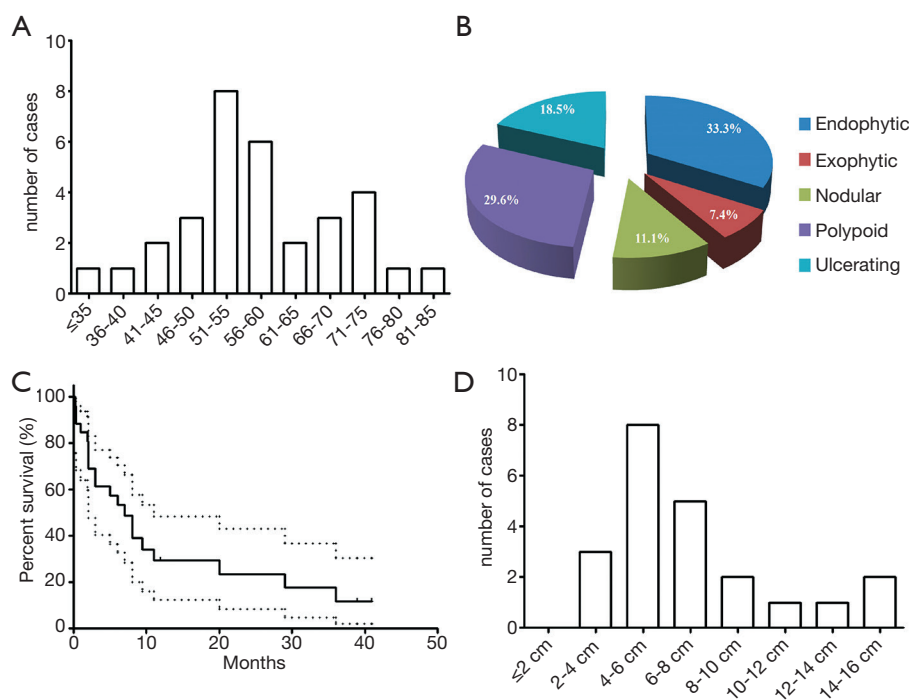 A
10
8
6
4
2
0
number of cases
≤35
36-40
41-45
46-50
51-55
56-60
61-65
66-70
71-75
76-80
81-85
B
18.5%
33.3%
29.6%
7.4%
11.1%
Endophytic
Exophytic
Nodular
Polypoid
Ulcerating
C
100
80
60
40
20
0
Percent survival (%)
0 10 20 30 40 50
Months
D
10
8
6
4
2
0
number of cases
≤2 cm
2-4 cm
4-6 cm
6-8 cm
8-10 cm
10-12 cm
12-14 cm
14-16 cm